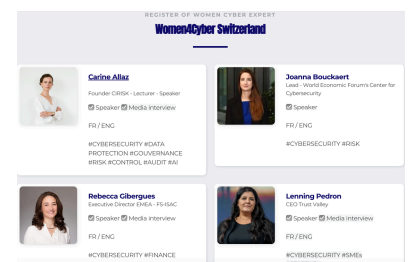 REGISTER OF WOMEN CYBER EXPERT
Women4Cyber Switzerland
Carine Allaz
Founder CIRISK - Lecturer - Speaker
Speaker Media interview
FR / ENG
#CYBERSECURITY #DATA
PROTECTION #GOUVERNANCE
#RISK #CONTROL #AUDIT #AI
Joanna Bouckaert
Lead - World Economic Forum's Center for
Cybersecurity
Speaker
FR / ENG
#CYBERSECURITY #RISK
Rebecca Gibergues
Executive Director EMEA - FS-ISAC
Speaker Media interview
FR / ENG
#CYBERSECURITY #FINANCE
Lenning Pedron
CEO Trust Valley
Speaker Media interview
FR / ENG
#CYBERSECURITY #SMEs